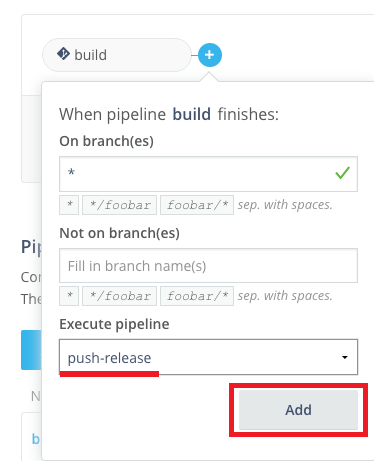 build
+
When pipeline build finishes:
On branch(es)
*
* */foobar foobar/* sep. with spaces.
Not on branch(es)
Fill in branch name(s)
* */foobar foobar/* sep. with spaces.
Execute pipeline
push-release
Add
Pip
Cor
The
N
b